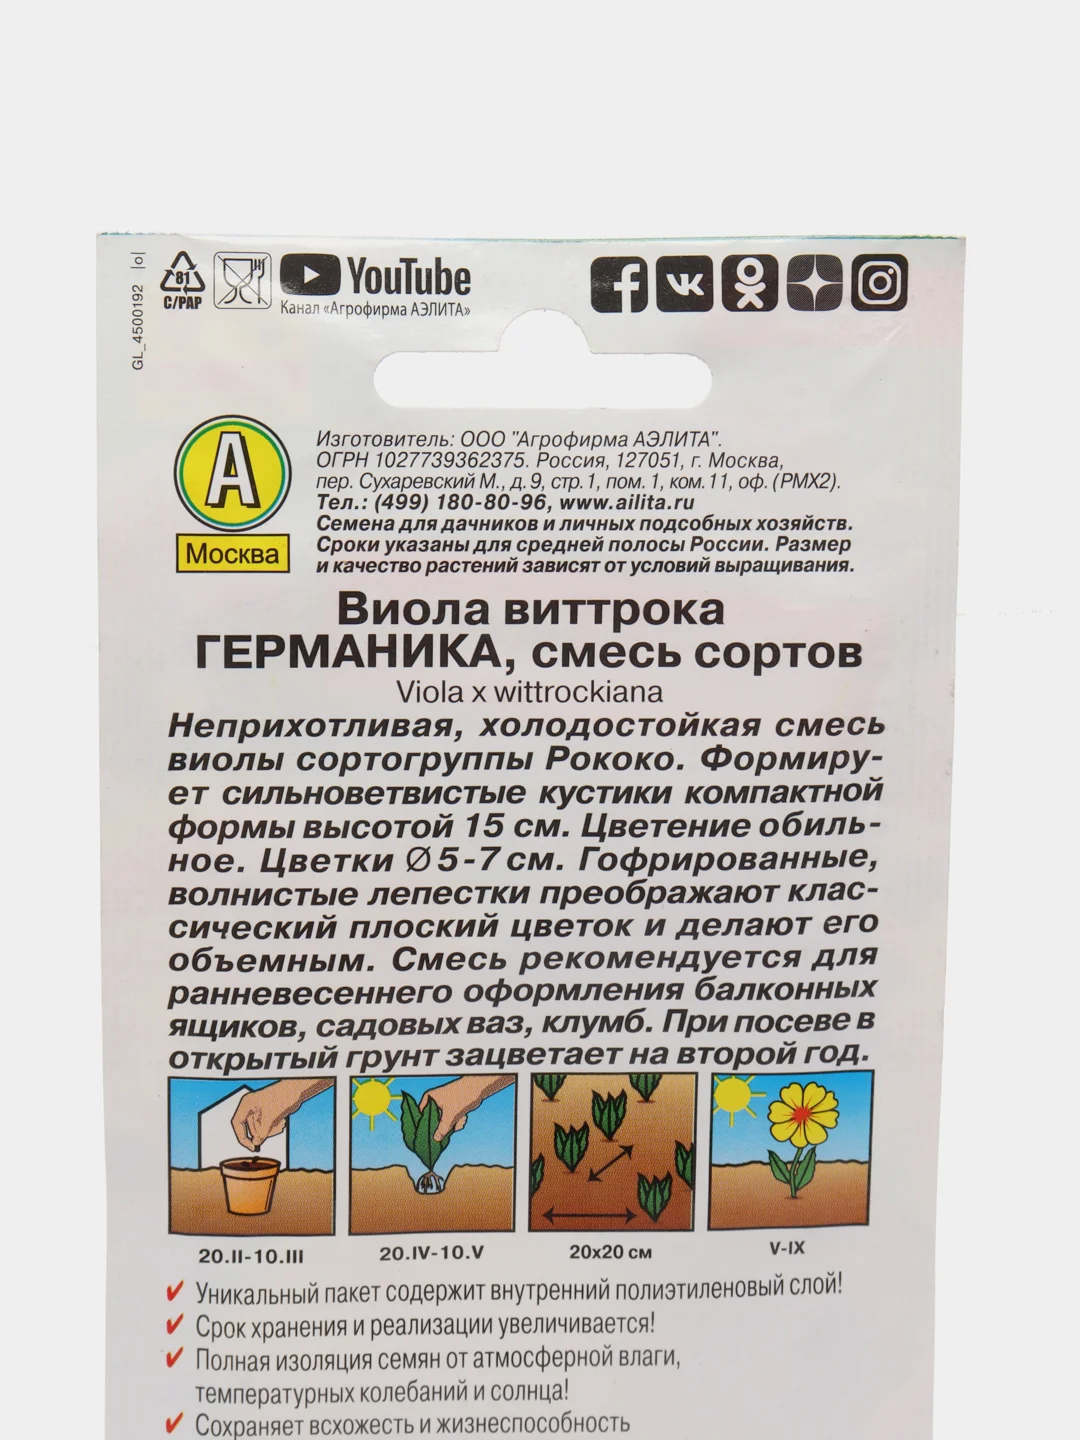 GL_4500192 |o|
81
C/PAP
YouTube
Канал «Агрофирма АЭЛИТА»
А
Москва
Изготовитель: ООО "Агрофирма АЭЛИТА".
ОГРН 1027739362375. Россия, 127051, г. Москва,
пер. Сухаревский М., д. 9, стр. 1, пом. 1, ком. 11, оф. (РМХ2).
Тел.: (499) 180-80-96, www.ailita.ru
Семена для дачников и личных подсобных хозяйств.
Сроки указаны для средней полосы России. Размер
и качество растений зависят от условий выращивания.
Виола виттрока
ГЕРМАНИКА, смесь сортов
Viola x wittrockiana
Неприхотливая, холодостойкая смесь
виолы сортогруппы Рококо. Формиру-
ет сильноветвистые кустики компактной
формы высотой 15 см. Цветение обиль-
ное. Цветки ∅ 5-7 см. Гофрированные,
волнистые лепестки преображают клас-
сический плоский цветок и делают его
объемным. Смесь рекомендуется для
ранневесеннего оформления балконных
ящиков, садовых ваз, клумб. При посеве в
открытый грунт зацветает на второй год.
20.II-10.III
20.IV-10.V
20x20 см
V-IX
Уникальный пакет содержит внутренний полиэтиленовый слой!
Срок хранения и реализации увеличивается!
Полная изоляция семян от атмосферной влаги,
температурных колебаний и солнца!
Сохраняет всхожесть и жизнеспособность